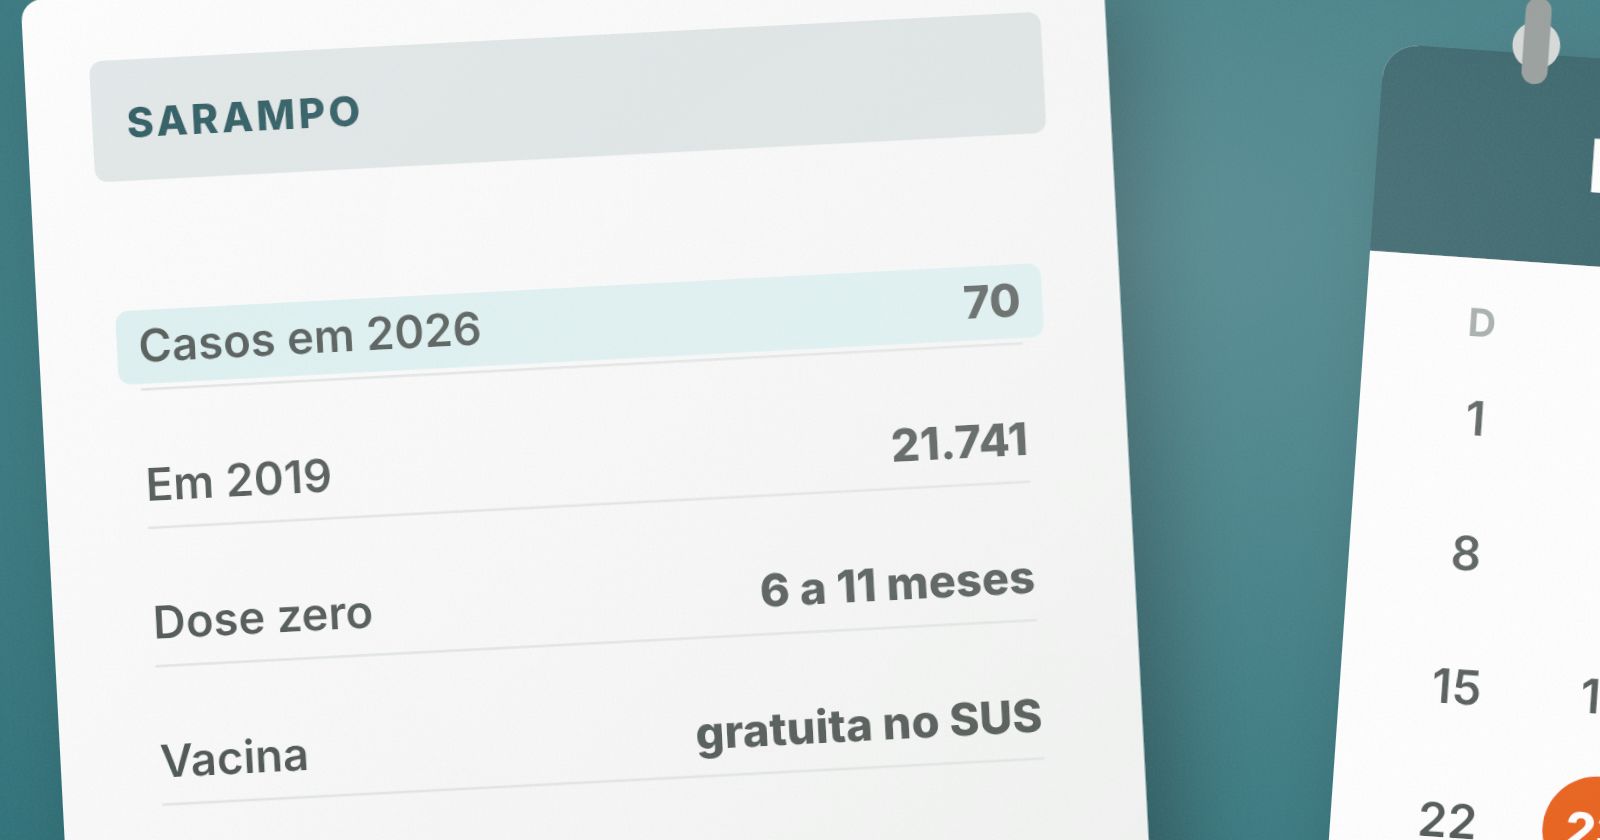 SARAMPO
Casos em 2026 70
Em 2019 21.741
Dose zero 6 a 11 meses
Vacina gratuita no SUS
D
1
8
15
22